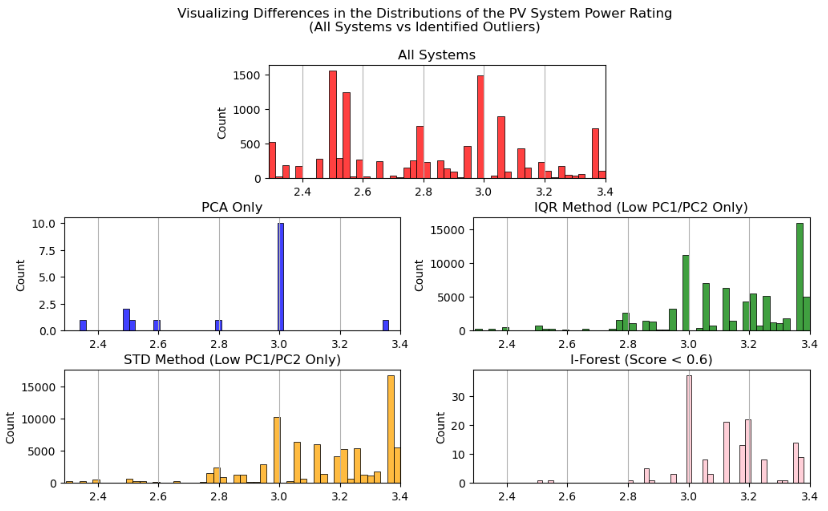 Visualizing Differences in the Distributions of the PV System Power Rating
(All Systems vs Identified Outliers)
All Systems
Count
1500
1000
500
0
2.4 2.6 2.8 3.0 3.2 3.4
PCA Only
Count
10.0
7.5
5.0
2.5
0.0
2.4 2.6 2.8 3.0 3.2 3.4
IQR Method (Low PC1/PC2 Only)
Count
15000
10000
5000
0
2.4 2.6 2.8 3.0 3.2 3.4
STD Method (Low PC1/PC2 Only)
Count
15000
10000
5000
0
2.4 2.6 2.8 3.0 3.2 3.4
I-Forest (Score < 0.6)
Count
30
20
10
0
2.4 2.6 2.8 3.0 3.2 3.4